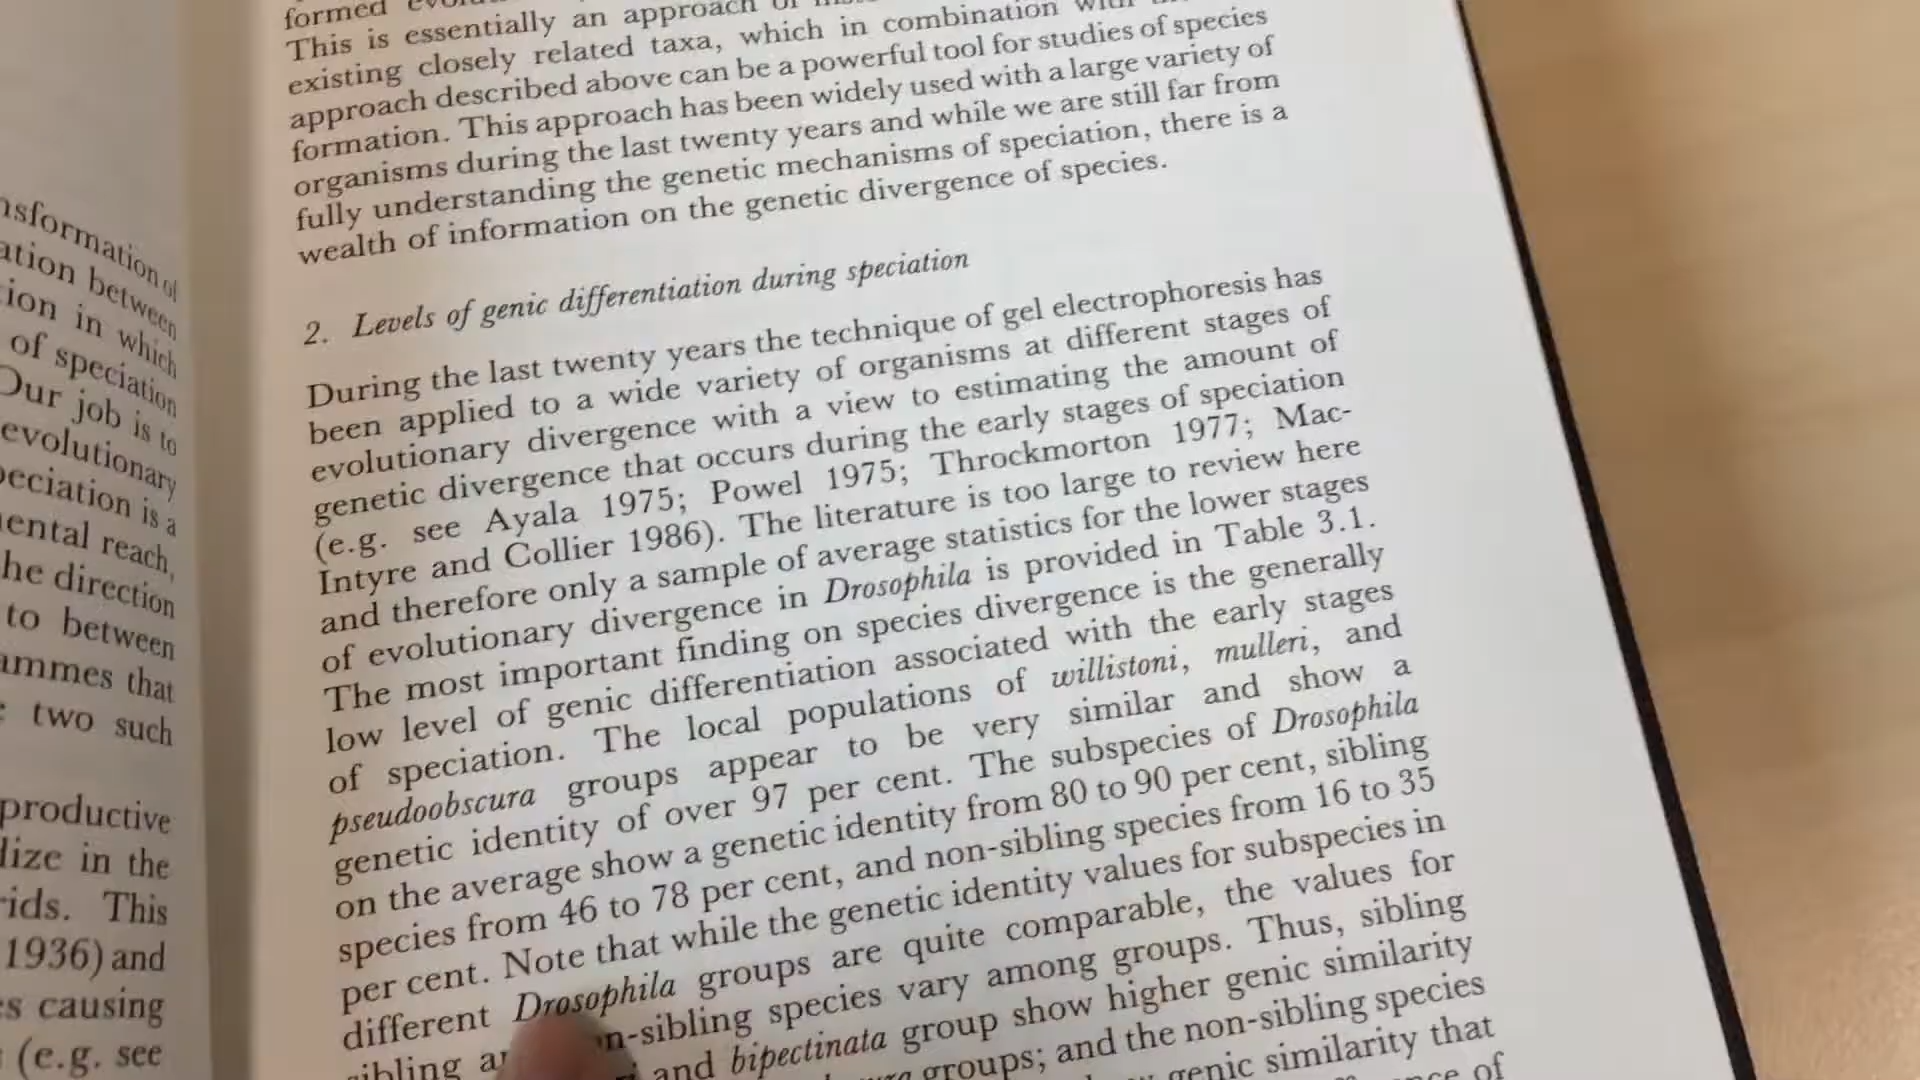 nsformation of
ation between
tion in which
of speciation
Our job is to
evolutionary
peciation is a
ental reach,
he direction
to between
ammes that
two such
productive
lize in the
rids. This
1936) and
s causing
(e.g. see
formed
This is essentially an approach of
existing closely related taxa, which in combination with
approach described above can be a powerful tool for studies of species
formation. This approach has been widely used with a large variety of
organisms during the last twenty years and while we are still far from
fully understanding the genetic mechanisms of speciation, there is a
wealth of information on the genetic divergence of species.
2. Levels of genic differentiation during speciation
During the last twenty years the technique of gel electrophoresis has
been applied to a wide variety of organisms at different stages of
evolutionary divergence with a view to estimating the amount of
genetic divergence that occurs during the early stages of speciation
(e.g. see Ayala 1975; Powel 1975; Throckmorton 1977; Mac-
Intyre and Collier 1986). The literature is too large to review here
and therefore only a sample of average statistics for the lower stages
of evolutionary divergence in Drosophila is provided in Table 3.1.
The most important finding on species divergence is the generally
low level of genic differentiation associated with the early stages
of speciation. The local populations of willistoni, mulleri, and
pseudoobscura groups appear to be very similar and show a
genetic identity of over 97 per cent. The subspecies of Drosophila
on the average show a genetic identity from 80 to 90 per cent, sibling
species from 46 to 78 per cent, and non-sibling species from 16 to 35
per cent. Note that while the genetic identity values for subspecies in
different Drosophila groups are quite comparable, the values for
sibling an n-sibling species vary among groups. Thus, sibling
and bipectinata group show higher genic similarity
groups; and the non-sibling species
genic similarity that
of